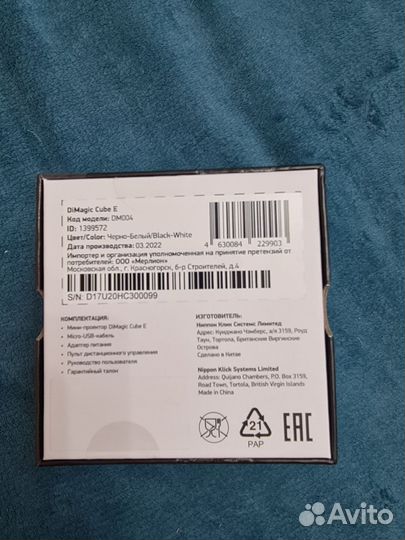 DiMagic Cube E
Код модели: DM004
ID: 1399572
Цвет/Color: Черно-Белый/Black-White
Дата производства: 03.2022
4 630084 229903
Импортер и организация уполномоченная на принятие претензий от
потребителей: ООО «Мерлион»
Московская обл., г. Красногорск, б-р Строителей, д.4
S/N: D17U20HC300099
КОМПЛЕКТАЦИЯ:
• Мини-проектор DiMagic Cube E
• Micro-USB-кабель
• Адаптер питания
• Пульт дистанционного управления
• Руководство пользователя
• Гарантийный талон
ИЗГОТОВИТЕЛЬ:
Ниппон Клик Системс Лимитед
Адрес: Куиджано Чэмберс, а/я 3159, Роуд
Таун, Тортола, Британские Виргинские
Острова
Сделано в Китае
Nippon Klick Systems Limited
Address: Quijano Chambers, P.O. Box 3159,
Road Town, Tortola, British Virgin Islands
Made in China
21
PAP
EAC
Avito